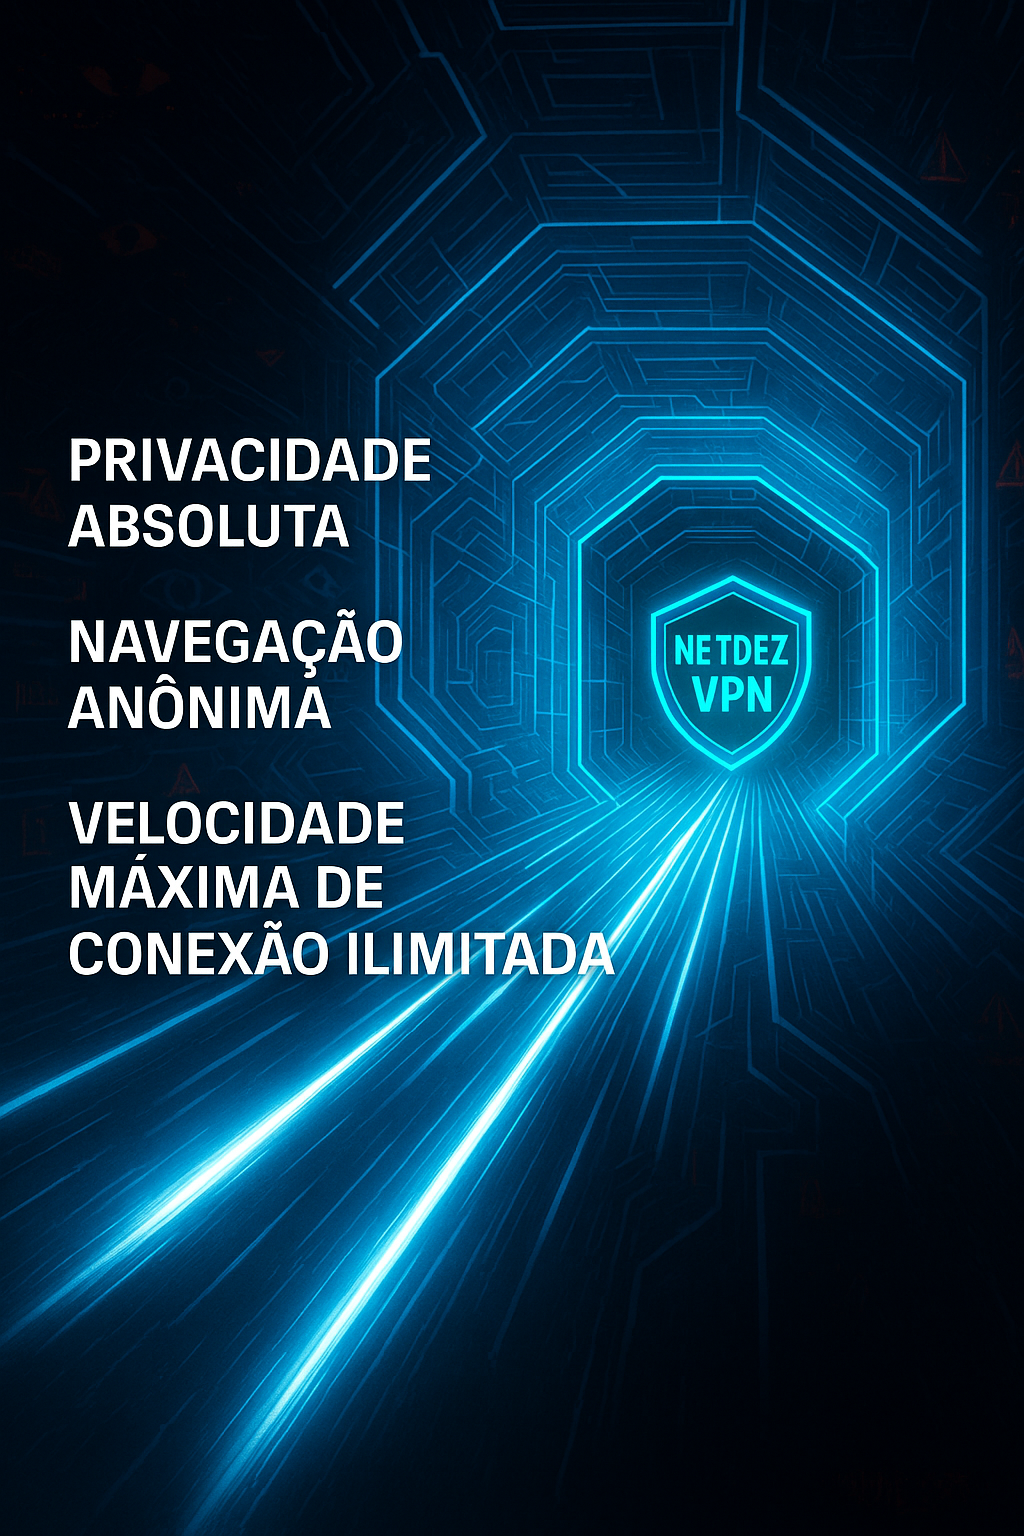 PRIVACIDADE
ABSOLUTA
NAVEGAÇÃO
ANÔNIMA
VELOCIDADE
MÁXIMA DE
CONEXÃO ILIMITADA
NETDEZ
VPN